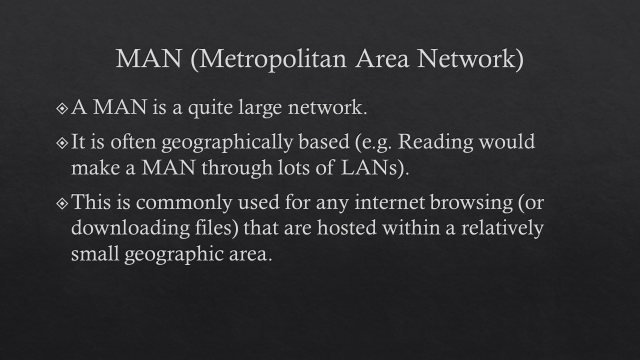 MAN (Metropolitan Area Network)
A MAN is a quite large network.
It is often geographically based (e.g. Reading would
make a MAN through lots of LANs).
This is commonly used for any internet browsing (or
downloading files) that are hosted within a relatively
small geographic area.